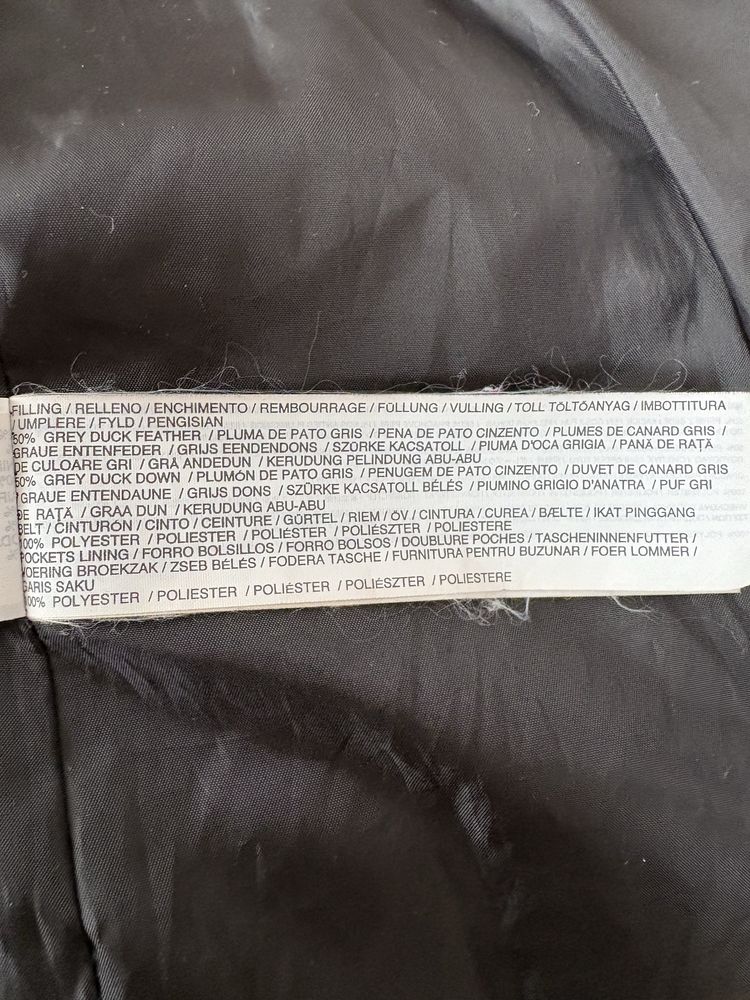 FILLING / RELLENO / ENCHIMENTO / REMBOURRAGE / FÜLLUNG / VULLING / TOLL TÖLTŐANYAG / IMBOTTITURA
/ UMPLERE / FYLD / PENGISIAN
50% GREY DUCK FEATHER / PLUMA DE PATO GRIS / PENA DE PATO CINZENTO / PLUMES DE CANARD GRIS /
GRAUE ENTENFEDER / GRIJS EENDENDONS / SZÜRKE KACSATOLL / PIUMA D'OCA GRIGIA / PANĂ DE RAȚĂ
DE CULOARE GRI / GRÅ ANDEDUN / KERUDUNG PELINDUNG ABU-ABU
50% GREY DUCK DOWN / PLUMÓN DE PATO GRIS / PENUGEM DE PATO CINZENTO / DUVET DE CANARD GRIS
/ GRAUE ENTENDAUNE / GRIJS DONS / SZÜRKE KACSATOLL BÉLÉS / PIUMINO GRIGIO D'ANATRA / PUF GRI
DE RAȚĂ / GRAA DUN / KERUDUNG ABU-ABU
BELT / CINTURÓN / CINTO / CEINTURE / GÜRTEL / RIEM / ÖV / CINTURA / CUREA / BÆLTE / IKAT PINGGANG
100% POLYESTER / POLIESTER / POLIÉSTER / POLIÉSZTER / POLIESTERE
POCKETS LINING / FORRO BOLSILLOS / FORRO BOLSOS / DOUBLURE POCHES / TASCHENINNENFUTTER /
VOERING BROEKZAK / ZSEB BÉLÉS / FODERA TASCHE / FURNITURA PENTRU BUZUNAR / FOER LOMMER /
GARIS SAKU
100% POLYESTER / POLIESTER / POLIÉSTER / POLIÉSZTER / POLIESTERE